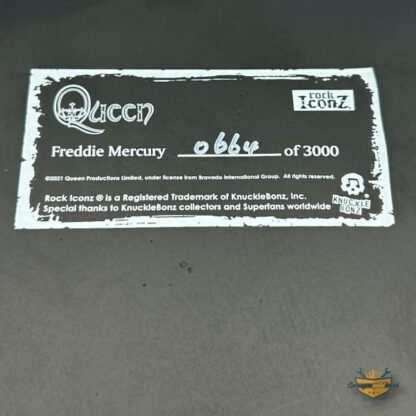 Queen
rock
Iconz
Freddie Mercury 0664 of 3000
©2021 Queen Productions Limited, under license from Bravado International Group. All rights reserved.
Rock Iconz ® is a Registered Trademark of KnuckleBonz, Inc.
Special thanks to KnuckleBonz collectors and Superfans worldwide
KNUCKLE
BONZ